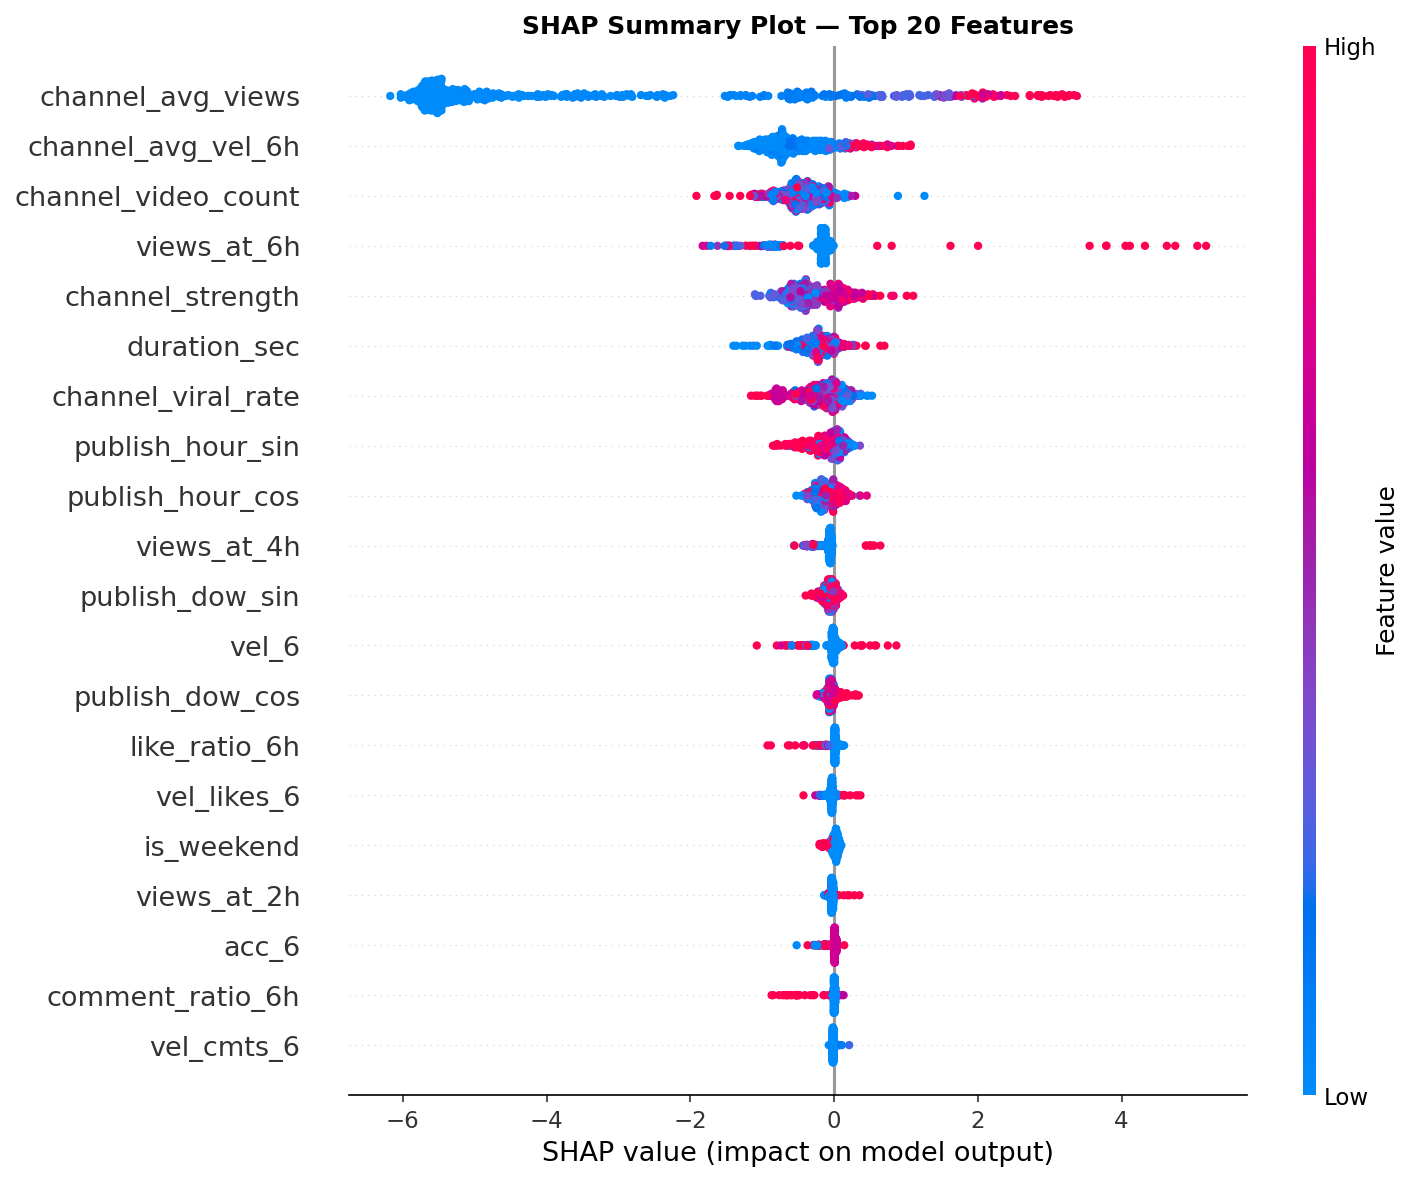 SHAP Summary Plot — Top 20 Features
High
channel_avg_views
channel_avg_vel_6h
channel_video_count
views_at_6h
channel_strength
duration_sec
channel_viral_rate
publish_hour_sin
publish_hour_cos
views_at_4h
publish_dow_sin
vel_6
publish_dow_cos
like_ratio_6h
vel_likes_6
is_weekend
views_at_2h
acc_6
comment_ratio_6h
vel_cmts_6
Feature value
Low
−6 −4 −2 0 2 4
SHAP value (impact on model output)